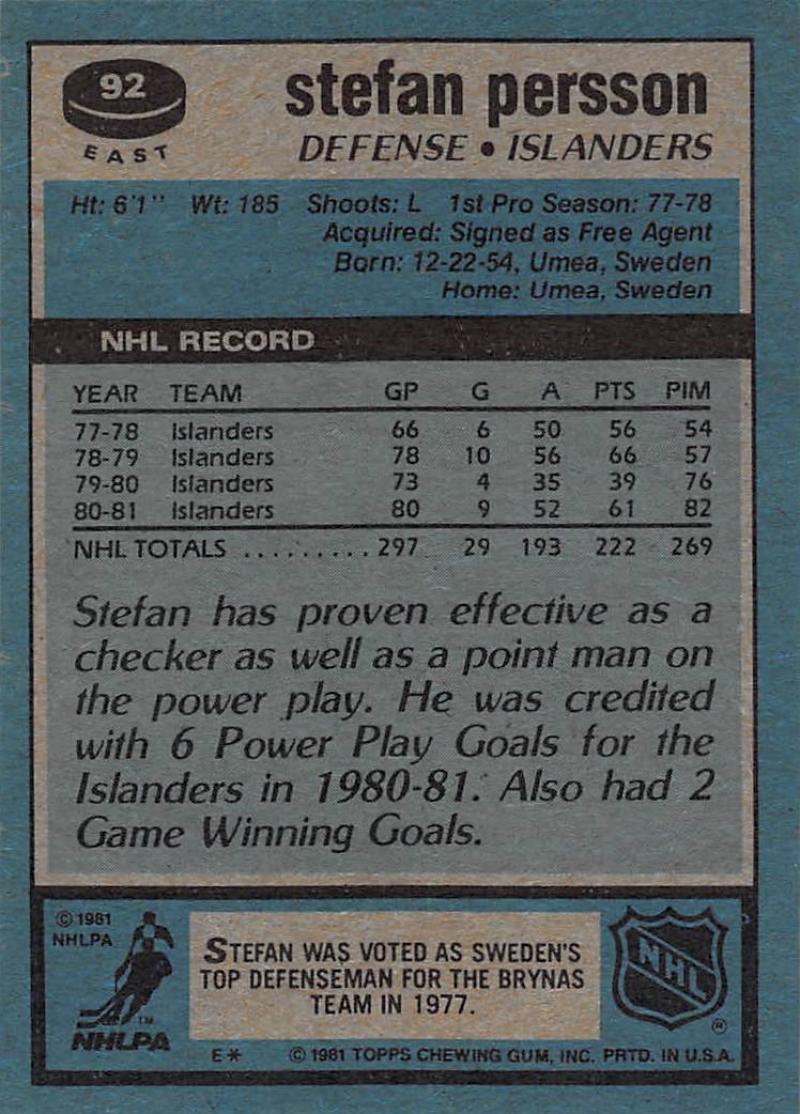 92
EAST
stefan persson
DEFENSE • ISLANDERS
Ht: 6'1" Wt: 185 Shoots: L 1st Pro Season: 77-78
Acquired: Signed as Free Agent
Born: 12-22-54, Umea, Sweden
Home: Umea, Sweden
NHL RECORD
YEAR TEAM GP G A PTS PIM
77-78 Islanders 66 6 50 56 54
78-79 Islanders 78 10 56 66 57
79-80 Islanders 73 4 35 39 76
80-81 Islanders 80 9 52 61 82
NHL TOTALS .......... 297 29 193 222 269
Stefan has proven effective as a
checker as well as a point man on
the power play. He was credited
with 6 Power Play Goals for the
Islanders in 1980-81. Also had 2
Game Winning Goals.
© 1981
NHLPA
STEFAN WAS VOTED AS SWEDEN'S
TOP DEFENSEMAN FOR THE BRYNAS
TEAM IN 1977.
NHL
®
TM
NHLPA
E* © 1981 TOPPS CHEWING GUM, INC. PRTD. IN U.S.A.